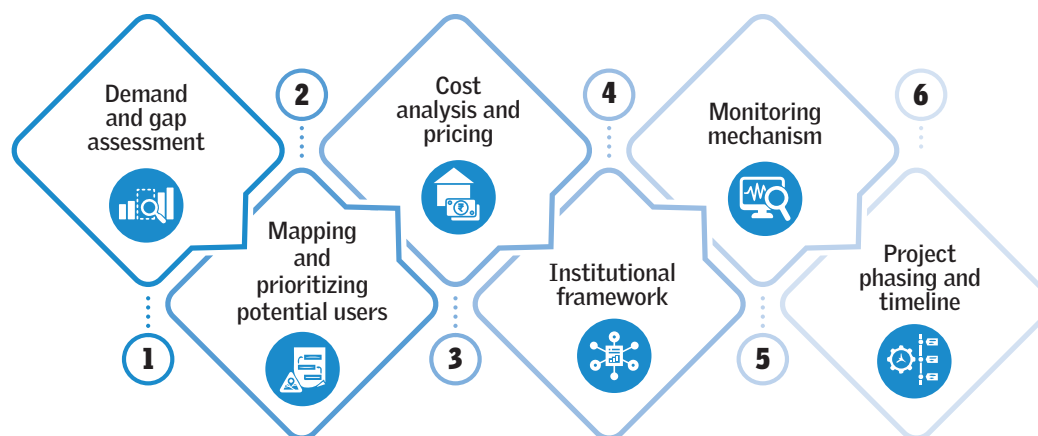 Demand
and gap
assessment
1
2
Mapping
and
prioritizing
potential users
Cost
analysis and
pricing
₹
3
4
Institutional
framework
Monitoring
mechanism
5
6
Project
phasing and
timeline